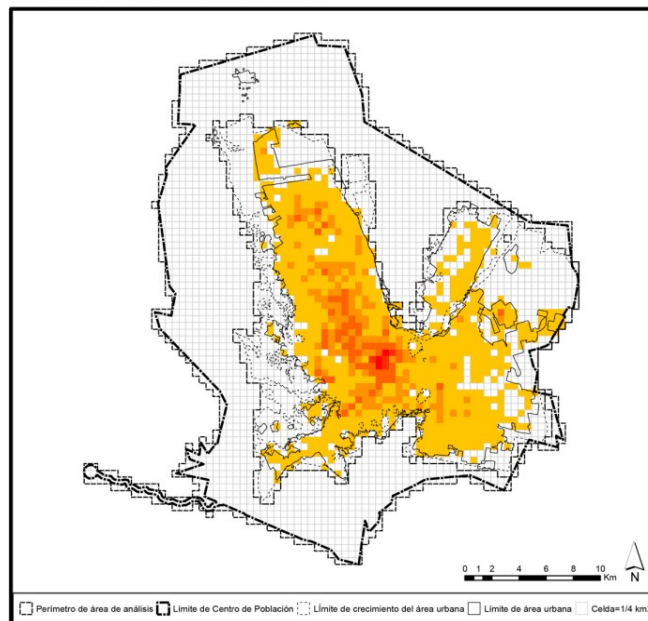 0 1 2 4 6 8 10
Km
N
Perímetro de área de análisis Límite de Centro de Población Límite de crecimiento del área urbana Límite de área urbana Celda=1/4 km2